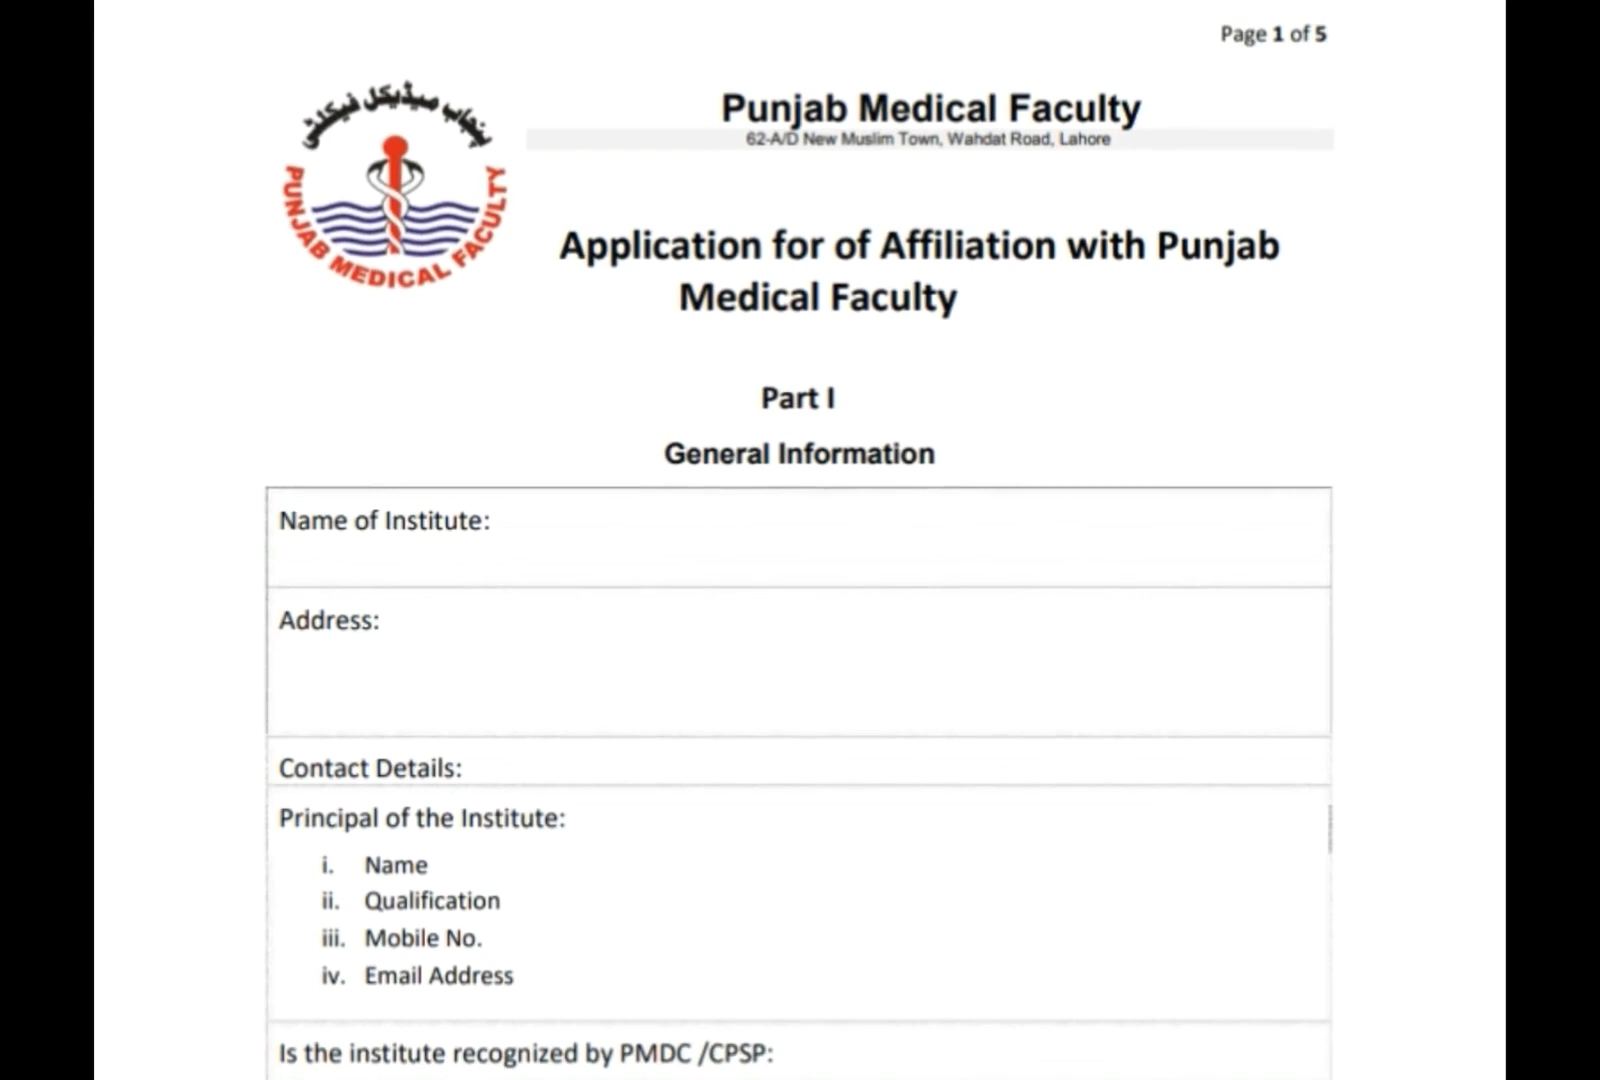 Page 1 of 5
پنجاب میڈیکل فیکلٹی
PUNJAB MEDICAL FACULTY
Punjab Medical Faculty
62-A/D New Muslim Town, Wahdat Road, Lahore
Application for of Affiliation with Punjab
Medical Faculty
Part I
General Information
Name of Institute:
Address:
Contact Details:
Principal of the Institute:
i. Name
ii. Qualification
iii. Mobile No.
iv. Email Address
Is the institute recognized by PMDC /CPSP: